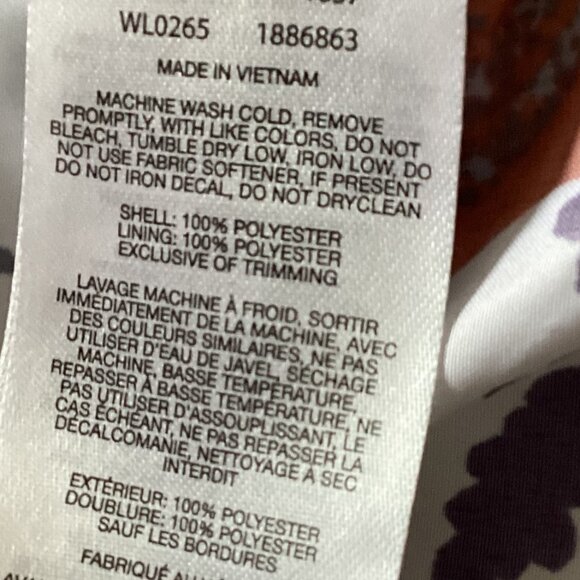 WL0265 1886863
MADE IN VIETNAM
MACHINE WASH COLD, REMOVE
PROMPTLY, WITH LIKE COLORS, DO NOT
BLEACH, TUMBLE DRY LOW, IRON LOW, DO
NOT USE FABRIC SOFTENER, IF PRESENT
DO NOT IRON DECAL, DO NOT DRYCLEAN
SHELL: 100% POLYESTER
LINING: 100% POLYESTER
EXCLUSIVE OF TRIMMING
LAVAGE MACHINE À FROID, SORTIR
IMMÉDIATEMENT DE LA MACHINE, AVEC
DES COULEURS SIMILAIRES, NE PAS
UTILISER D'EAU DE JAVEL, SÉCHAGE
MACHINE, BASSE TEMPÉRATURE,
REPASSER À BASSE TEMPÉRATURE, NE
PAS UTILISER D'ASSOUPLISSANT, LE
CAS ÉCHÉANT, NE PAS REPASSER LA
DÉCALCOMANIE, NETTOYAGE À SEC
INTERDIT
EXTÉRIEUR: 100% POLYESTER
DOUBLURE: 100% POLYESTER
SAUF LES BORDURES
FABRIQUÉ